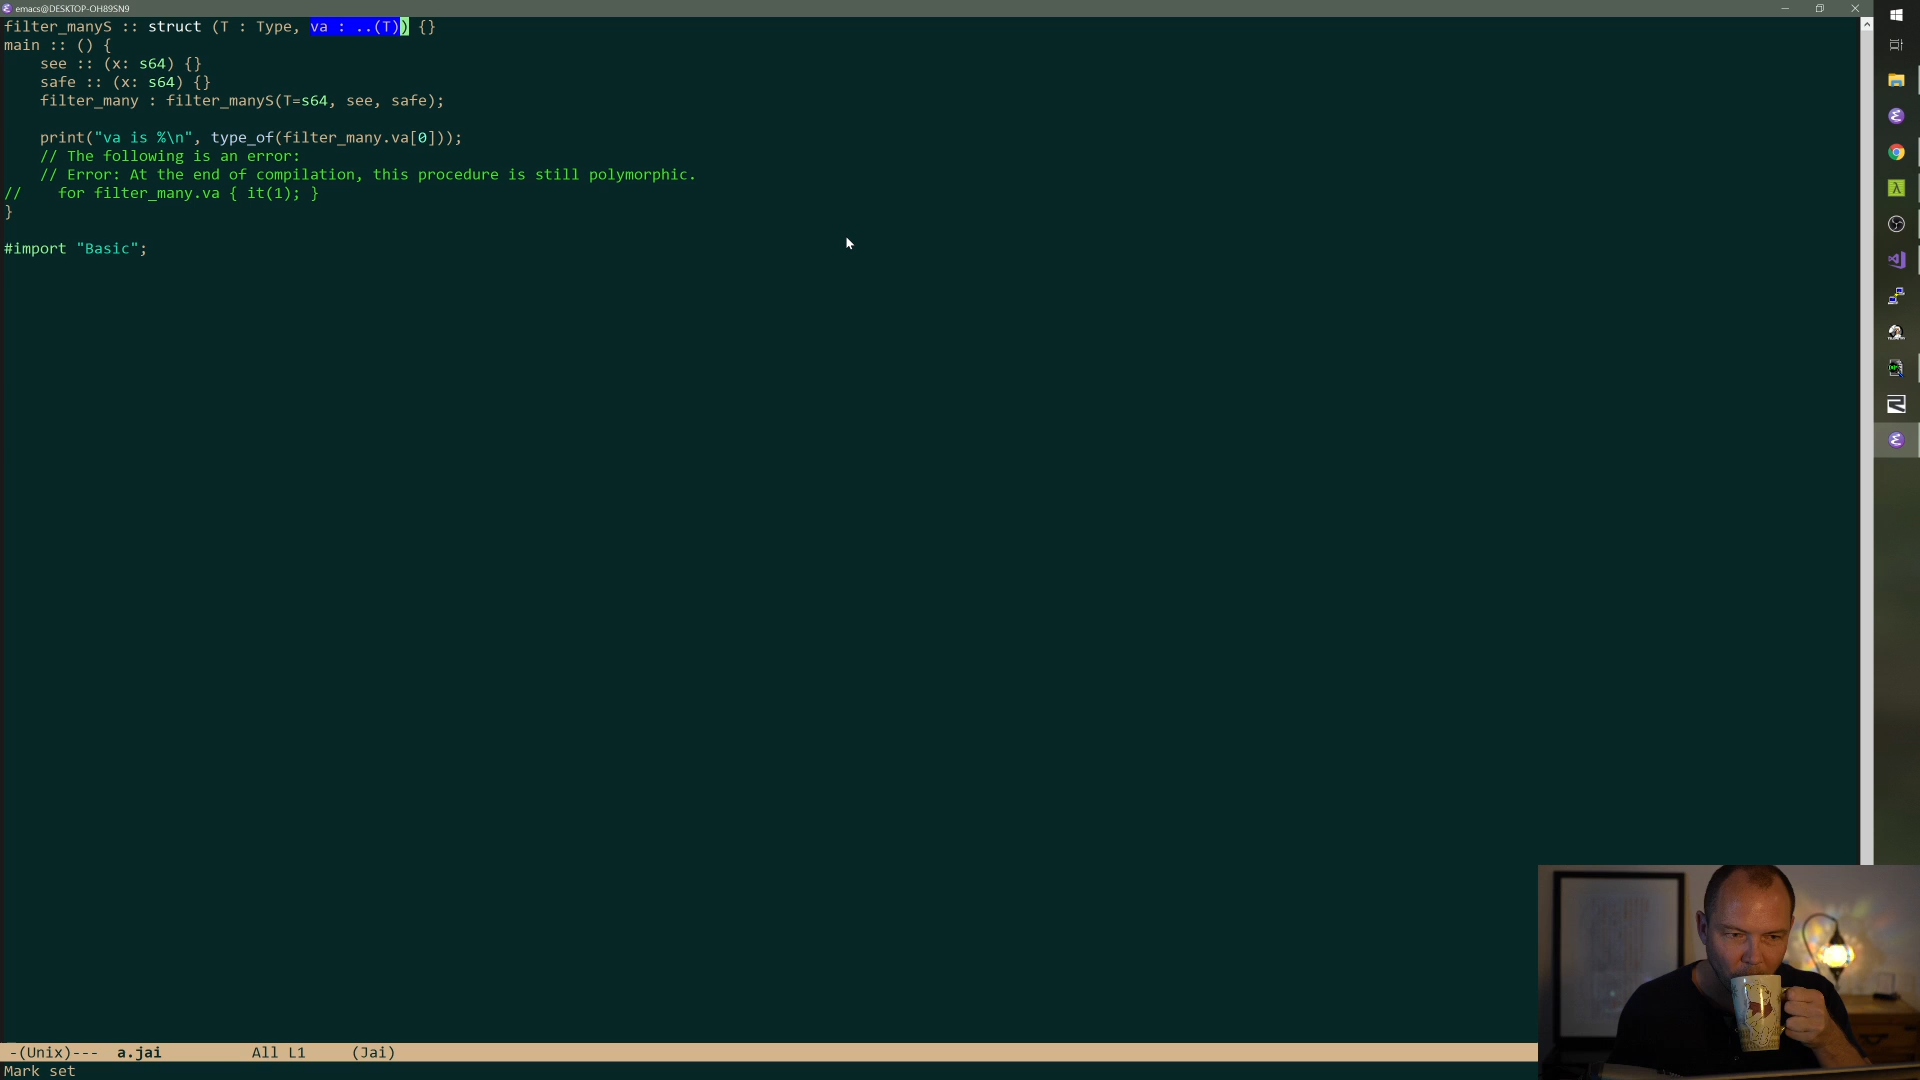 emacs@DESKTOP-OH89SN9
filter_manyS :: struct (T : Type, va : ..(T)) {}
main :: () {
    see :: (x: s64) {}
    safe :: (x: s64) {}
    filter_many : filter_manyS(T=s64, see, safe);
    print("va is %\n", type_of(filter_many.va[0]));
    // The following is an error:
    // Error: At the end of compilation, this procedure is still polymorphic.
//    for filter_many.va { it(1); }
}
#import "Basic";
-(Unix)---  a.jai          All L1     (Jai)
Mark set